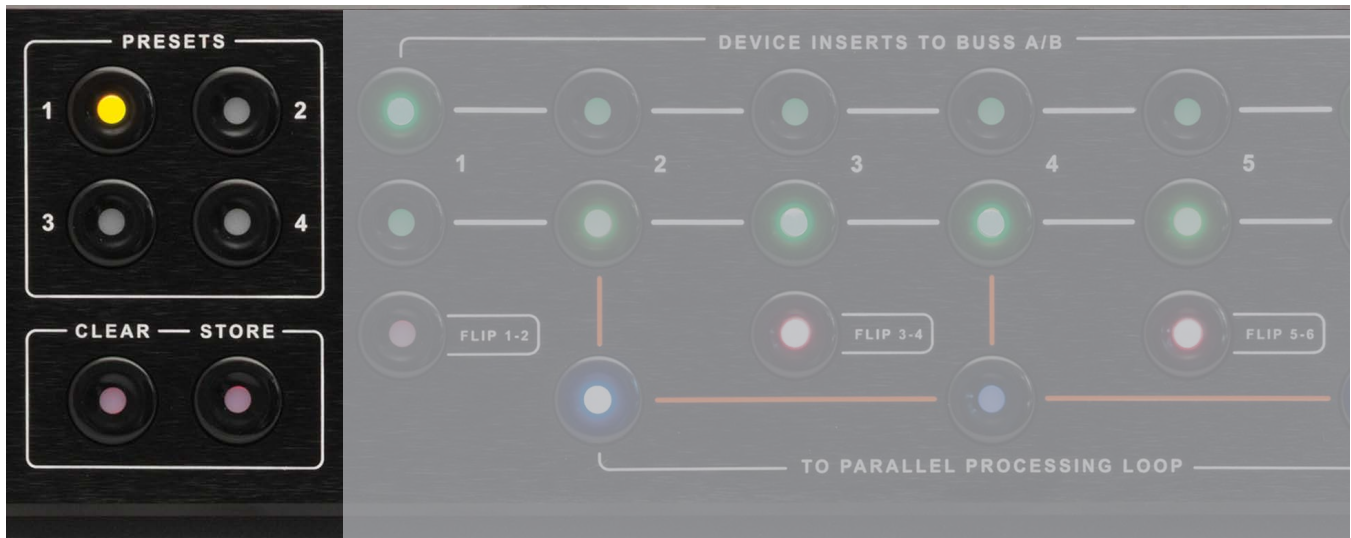 PRESETS
1
2
3
4
CLEAR
STORE
DEVICE INSERTS TO BUSS A/B
1
2
3
4
5
FLIP 1-2
FLIP 3-4
FLIP 5-6
TO PARALLEL PROCESSING LOOP